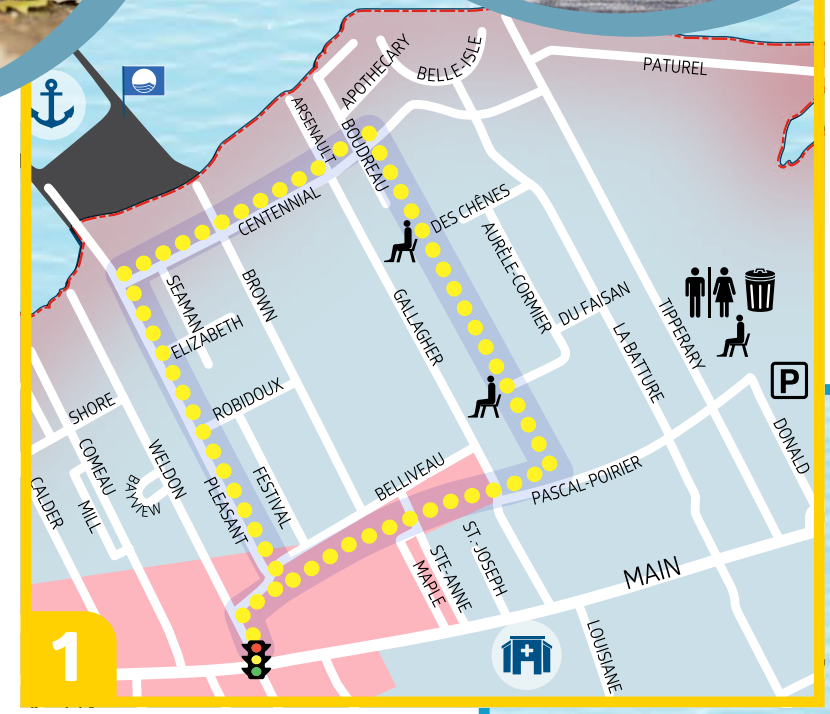 PATUREL
BELLE-ISLE
APOTHECARY
ARSENAULT
BOUDREAU
CENTENNIAL
DES CHÊNES
AURÈLE-CORMIER
SEAMAN
BROWN
ELIZABETH
GALLAGHER
DU FAISAN
LA BATTURE
TIPPERARY
P
ROBIDOUX
SHORE
COMEAU
WELDON
BAYVIEW
CALDER
MILL
PLEASANT
FESTIVAL
BELLIVEAU
PASCAL-POIRIER
DONALD
ST.-JOSEPH
STE-ANNE
MAPLE
MAIN
LOUISIANE
1